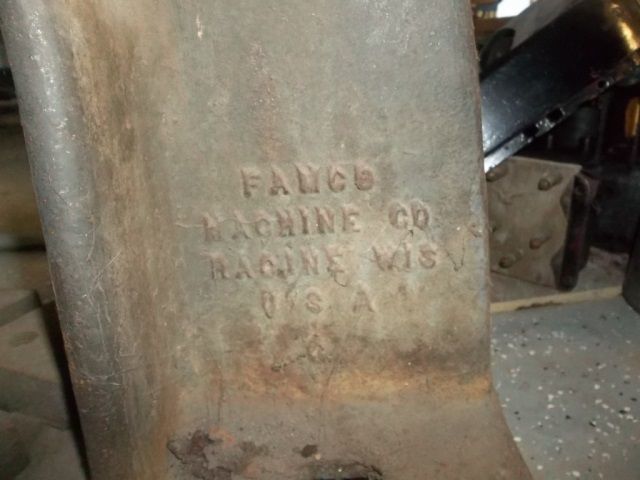 FAMCO
MACHINE CO
RACINE WIS
U S A